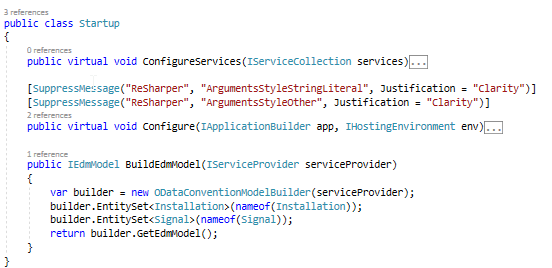 3 references
public class Startup
{
0 references
public virtual void ConfigureServices(IServiceCollection services)...
[SuppressMessage("ReSharper", "ArgumentsStyleStringLiteral", Justification = "Clarity")]
[SuppressMessage("ReSharper", "ArgumentsStyleOther", Justification = "Clarity")]
2 references
public virtual void Configure(IApplicationBuilder app, IHostingEnvironment env)...
1 reference
public IEdmModel BuildEdmModel(IServiceProvider serviceProvider)
{
var builder = new ODataConventionModelBuilder(serviceProvider);
builder.EntitySet<Installation>(nameof(Installation));
builder.EntitySet<Signal>(nameof(Signal));
return builder.GetEdmModel();
}
}